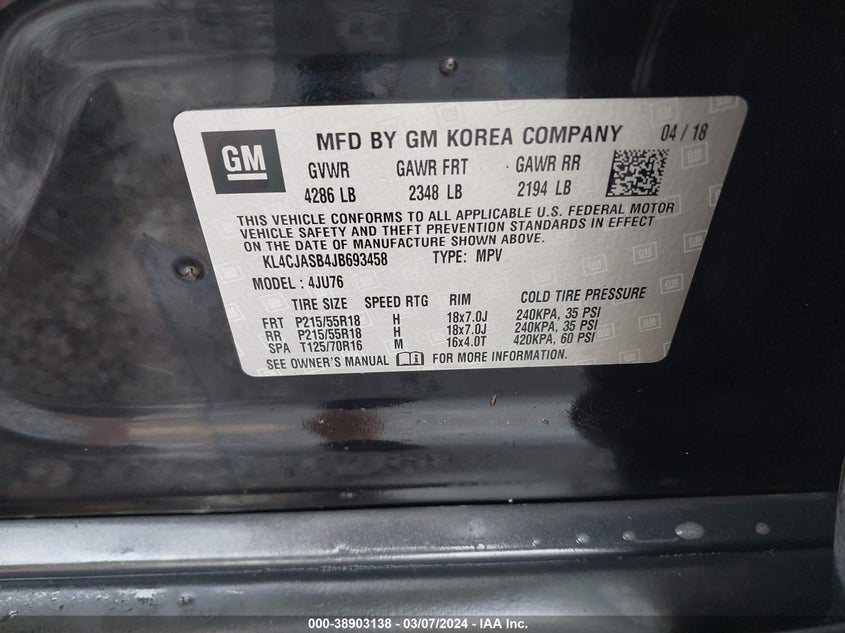 GM
MFD BY GM KOREA COMPANY 04 / 18
GVWR GAWR FRT GAWR RR
4286 LB 2348 LB 2194 LB
THIS VEHICLE CONFORMS TO ALL APPLICABLE U.S. FEDERAL MOTOR
VEHICLE SAFETY AND THEFT PREVENTION STANDARDS IN EFFECT
ON THE DATE OF MANUFACTURE SHOWN ABOVE.
KL4CJASB4JB693458 TYPE: MPV
MODEL : 4JU76
TIRE SIZE SPEED RTG RIM COLD TIRE PRESSURE
FRT P215/55R18 H 18x7.0J 240KPA, 35 PSI
RR P215/55R18 H 18x7.0J 240KPA, 35 PSI
SPA T125/70R16 M 16x4.0T 420KPA, 60 PSI
SEE OWNER'S MANUAL FOR MORE INFORMATION.
000-38903138 - 03/07/2024 - IAA Inc.